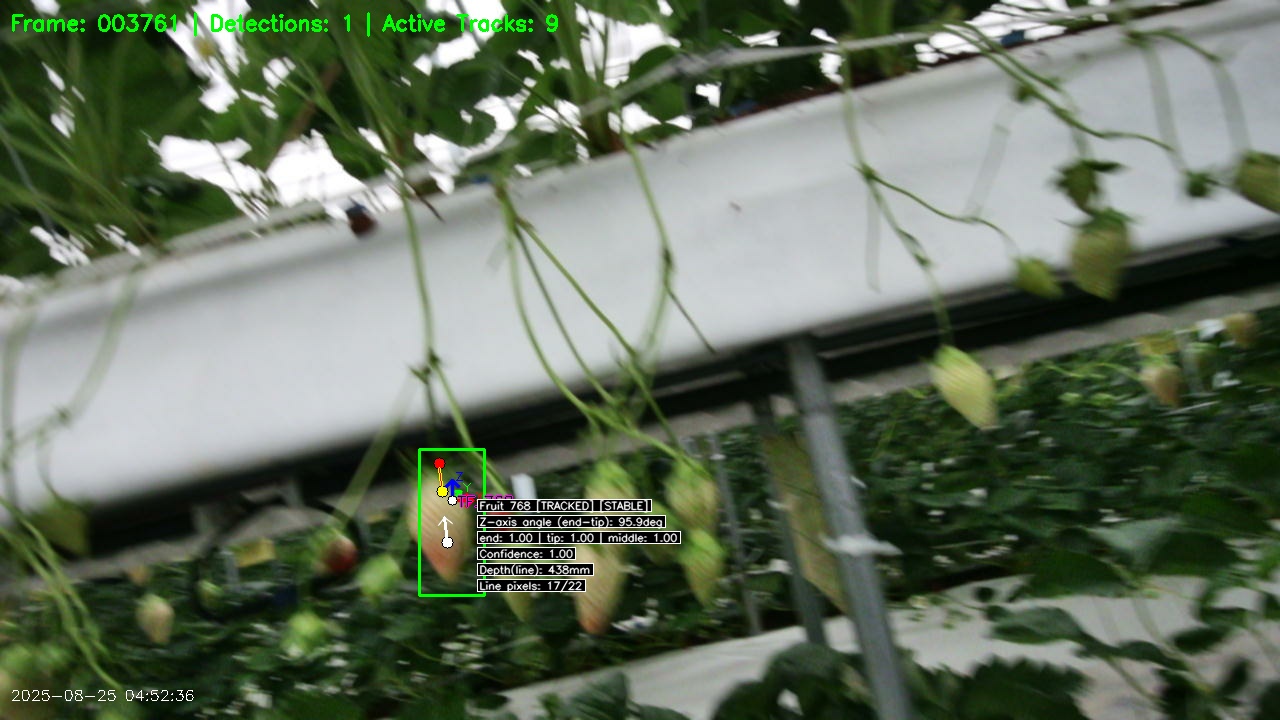 Frame: 003761 | Detections: 1 | Active Tracks: 9
Z
Y
Fruit 768 [TRACKED] [STABLE]
Z-axis angle (end-tip): 95.9deg
end: 1.00 | tip: 1.00 | middle: 1.00
Confidence: 1.00
Depth(line): 438mm
Line pixels: 17/22
2025-08-25 04:52:36